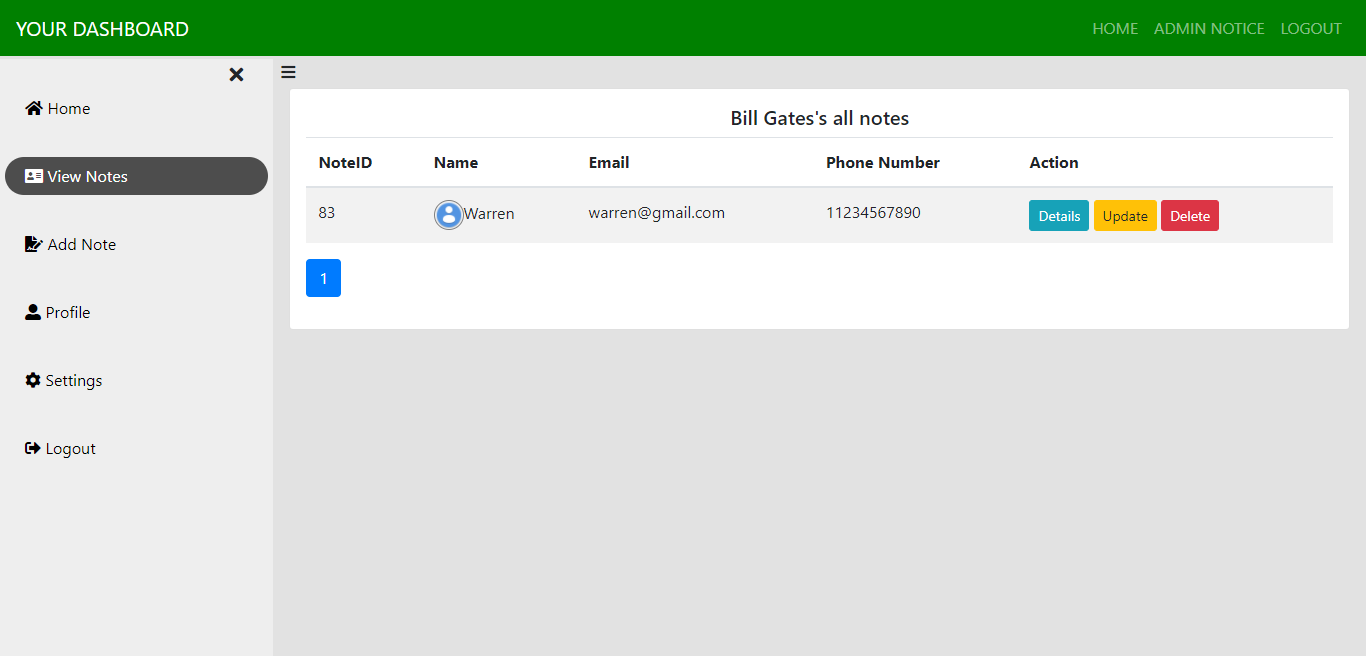 YOUR DASHBOARD HOME ADMIN NOTICE LOGOUT
Home
View Notes
Add Note
Profile
Settings
Logout
Bill Gates's all notes
NoteID Name Email Phone Number Action
83 Warren warren@gmail.com 11234567890 Details Update Delete
1